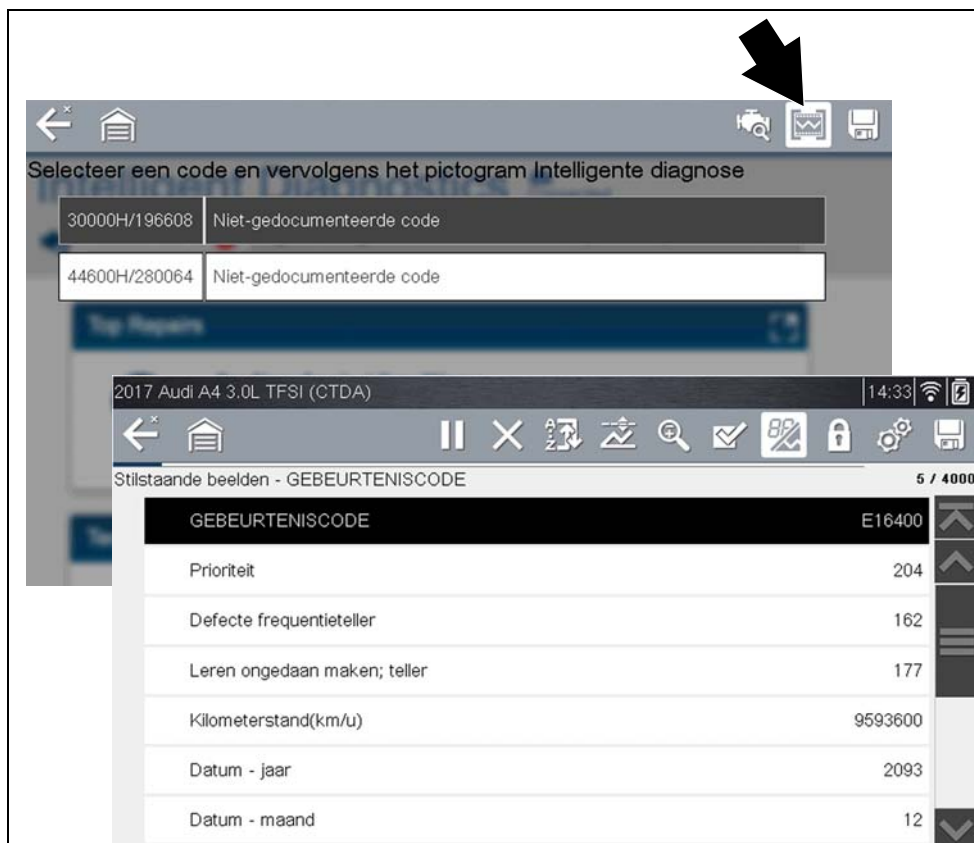 Selecteer een code en vervolgens het pictogram Intelligente diagnose
Intelligent Diagnostics
30000H/196608 Niet-gedocumenteerde code
44600H/280064 Niet-gedocumenteerde code
Top Repairs
2017 Audi A4 3.0L TFSI (CTDA) 14:33
Stilstaande beelden - GEBEURTENISCODE 5 / 4000
GEBEURTENISCODE E16400
Prioriteit 204
Defecte frequentieteller 162
Leren ongedaan maken; teller 177
Kilometerstand(km/u) 9593600
Datum - jaar 2093
Datum - maand 12